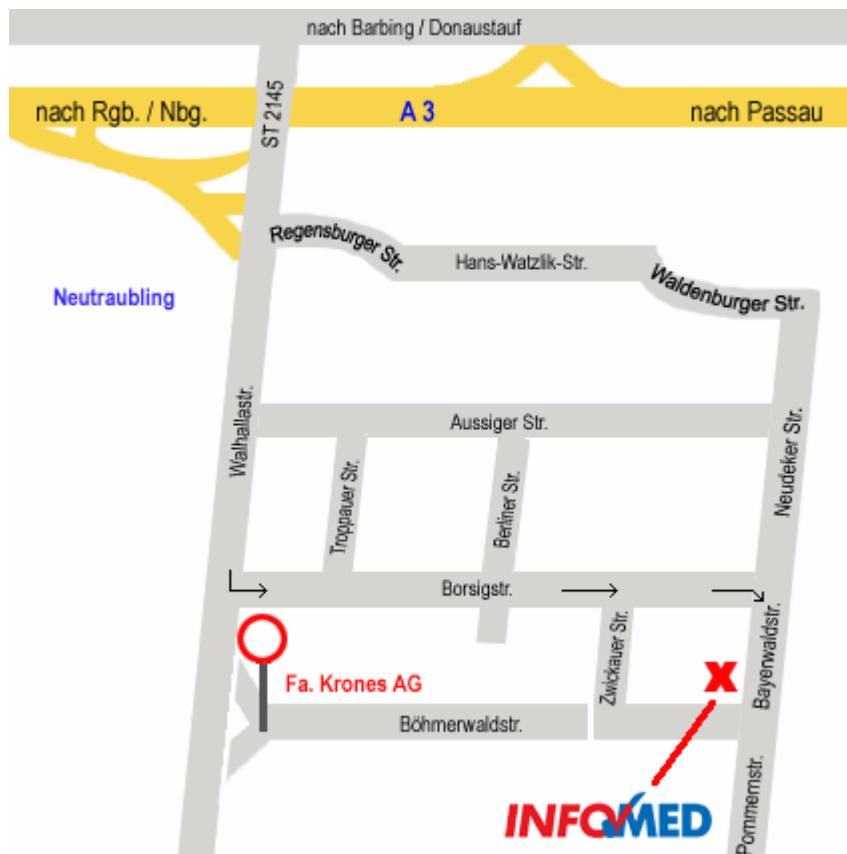 nach Barbing / Donaustauf
nach Rgb. / Nbg.
A 3
nach Passau
ST 2145
Regensburger Str.
Hans-Watzlik-Str.
Waldenburger Str.
Neutraubling
Walhallastr.
Aussiger Str.
Neudeker Str.
Troppauer Str.
Berliner Str.
Borsigstr.
Zwickauer Str.
Bayerwaldstr.
X
Fa. Krones AG
Böhmerwaldstr.
INFOMED
Pommernstr.